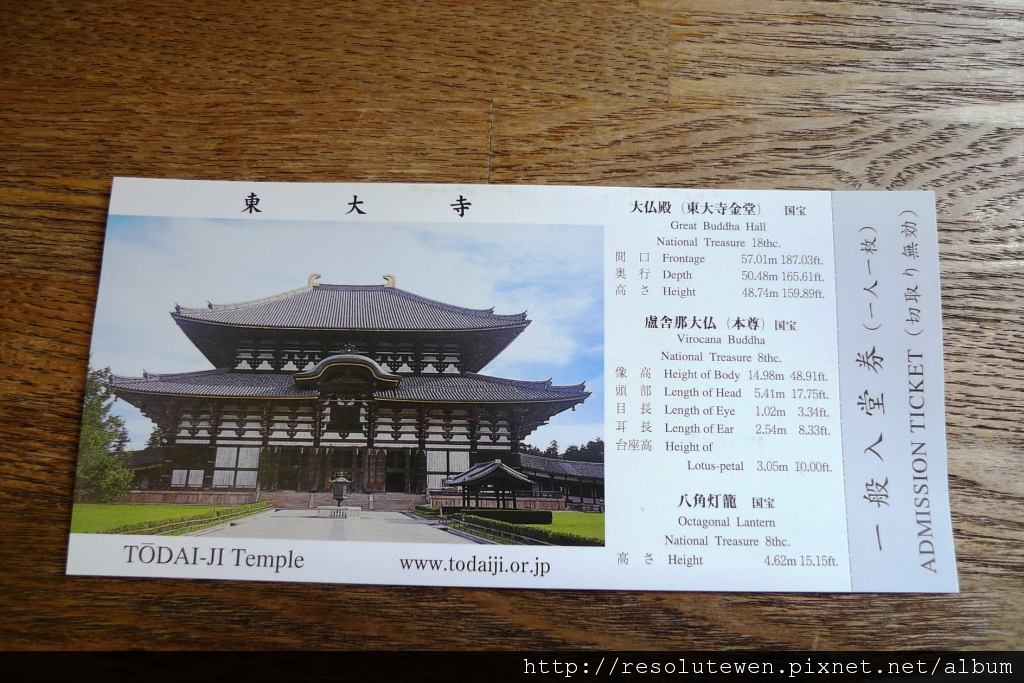 東大寺
TŌDAI-JI Temple
www.todaiji.or.jp
大仏殿（東大寺金堂） 国宝
Great Buddha Hall
National Treasure 18thc.
間口 Frontage 57.01m 187.03ft.
奥行 Depth 50.48m 165.61ft.
高さ Height 48.74m 159.89ft.
盧舎那大仏（本尊）国宝
Virocana Buddha
National Treasure 8thc.
像高 Height of Body 14.98m 48.91ft.
頭部 Length of Head 5.41m 17.75ft.
目長 Length of Eye 1.02m 3.34ft.
耳長 Length of Ear 2.54m 8.33ft.
台座高 Height of
Lotus-petal 3.05m 10.00ft.
八角灯籠 国宝
Octagonal Lantern
National Treasure 8thc.
高さ Height 4.62m 15.15ft.
一般入堂券（一人一枚）
ADMISSION TICKET（切取り無効）
http://resolutewen.pixnet.net/album